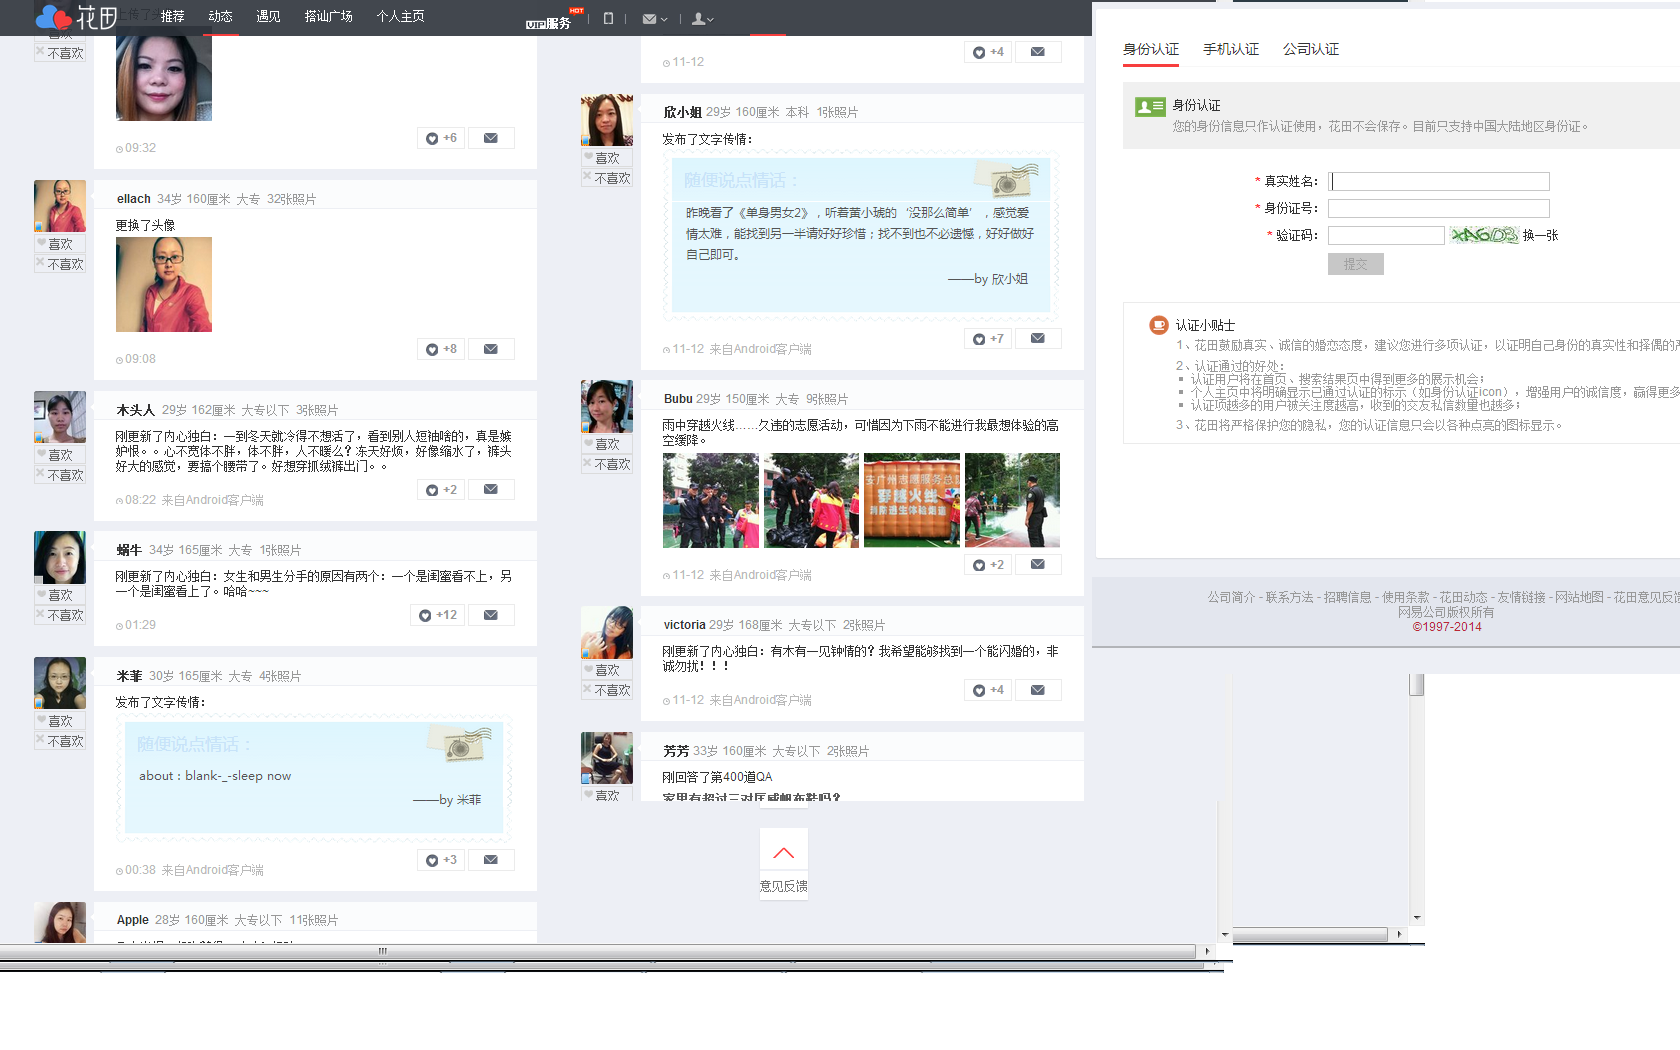 花田
推荐
动态
遇见
搭讪广场
个人主页
VIP服务
HOT
不喜欢
09:32
+6
ellach 34岁 160厘米 大专 32张照片
更换了头像
喜欢
不喜欢
09:08
+8
木头人 29岁 162厘米 大专以下 3张照片
刚更新了内心独白：一到冬天就冷得不想活了，看到别人短袖啥的，真是嫉
妒恨。。心不宽体不胖，体不胖，人不暖么？冻天好烦，好像缩水了，裤头
好大的感觉，要搞个腰带了。好想穿抓绒裤出门。。
喜欢
不喜欢
08:22 来自Android客户端
+2
蜗牛 34岁 165厘米 大专 1张照片
刚更新了内心独白：女生和男生分手的原因有两个：一个是闺蜜看不上，另
一个是闺蜜看上了。哈哈~~~
喜欢
不喜欢
01:29
+12
米菲 30岁 165厘米 大专 4张照片
发布了文字传情：
喜欢
不喜欢
随便说点情话：
about : blank-_-sleep now
——by 米菲
00:38 来自Android客户端
+3
Apple 28岁 160厘米 大专以下 11张照片
11-12
+4
欣小姐 29岁 160厘米 本科 1张照片
发布了文字传情：
喜欢
不喜欢
随便说点情话：
昨晚看了《单身男女2》，听着黄小琥的‘没那么简单’，感觉爱
情太难，能找到另一半请好好珍惜；找不到也不必遗憾，好好做好
自己即可。
——by 欣小姐
11-12 来自Android客户端
+7
Bubu 29岁 150厘米 大专 9张照片
雨中穿越火线……欠违的志愿活动，可惜因为下雨不能进行我最想体验的高
空缓降。
喜欢
不喜欢
安广州志愿服务总队
穿越火线
消防逃生体验烟道
11-12 来自Android客户端
+2
victoria 29岁 168厘米 大专以下 2张照片
刚更新了内心独白：有木有一见钟情的？我希望能够找到一个能闪婚的，非
诚勿扰！！！
喜欢
不喜欢
11-12 来自Android客户端
+4
芳芳 33岁 160厘米 大专以下 2张照片
刚回答了第400道QA
家里有超过三对匡威帆布鞋吗？
喜欢
意见反馈
身份认证
手机认证
公司认证
身份认证
您的身份信息只作认证使用，花田不会保存。目前只支持中国大陆地区身份证。
* 真实姓名：
* 身份证号：
* 验证码：
换一张
提交
认证小贴士
1、花田鼓励真实、诚信的婚恋态度，建议您进行多项认证，以证明自己身份的真实性和择偶的
2、认证通过的好处：
▪ 认证用户将在首页、搜索结果页中得到更多的展示机会；
▪ 个人主页中将明确显示已通过认证的标示（如身份认证icon），增强用户的诚信度，赢得更多
▪ 认证项越多的用户被关注度越高，收到的交友私信数量也越多；
3、花田将严格保护您的隐私，您的认证信息只会以各种点亮的图标显示。
公司简介 - 联系方法 - 招聘信息 - 使用条款 - 花田动态 - 友情链接 - 网站地图 - 花田意见反馈
网易公司版权所有
©1997-2014